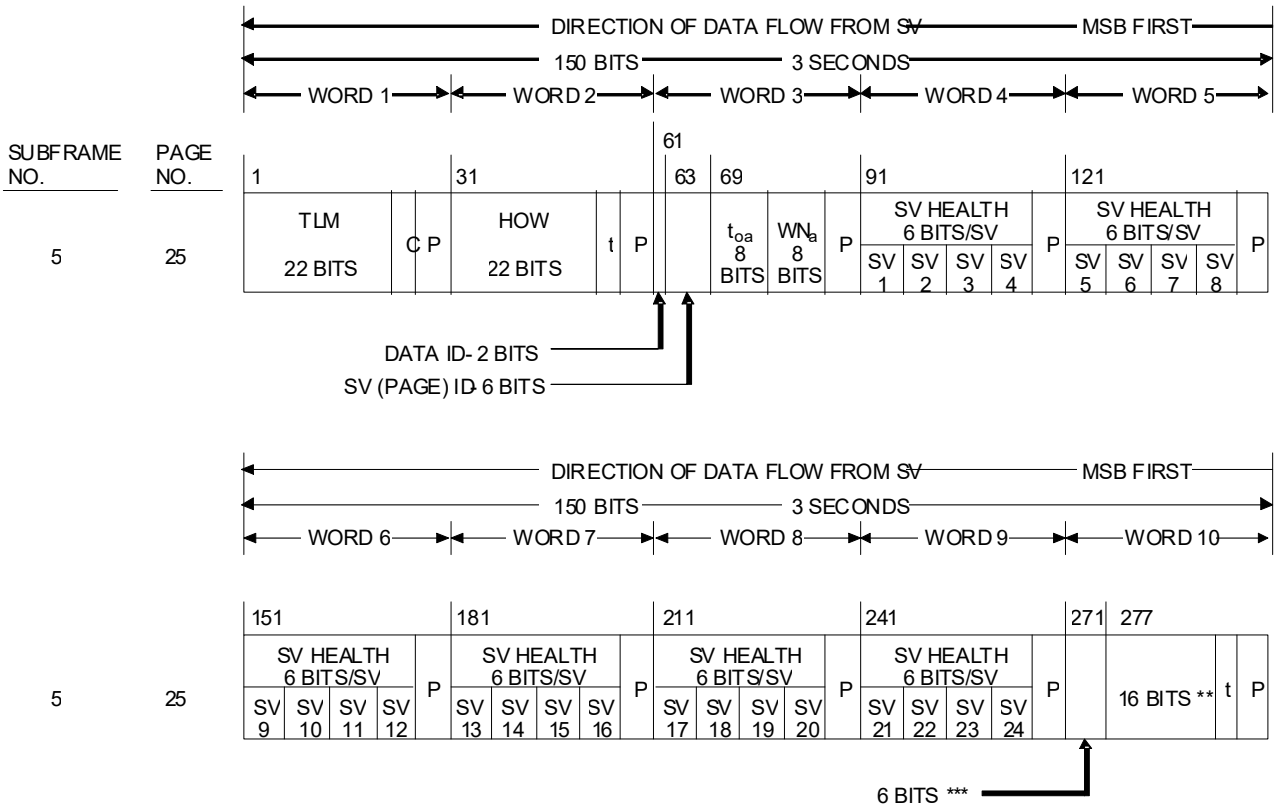 DIRECTION OF DATA FLOW FROM SV MSB FIRST
150 BITS 3 SECONDS
WORD 1 WORD 2 WORD 3 WORD 4 WORD 5
SUBFRAME NO. PAGE NO.
61
1 31 63 69 91 121
5 25
TLM 22 BITS C P HOW 22 BITS t P toa 8 BITS WNa 8 BITS P SV HEALTH 6 BITS/SV P SV HEALTH 6 BITS/SV P
SV 1 SV 2 SV 3 SV 4 SV 5 SV 6 SV 7 SV 8
DATA ID- 2 BITS
SV (PAGE) ID- 6 BITS
DIRECTION OF DATA FLOW FROM SV MSB FIRST
150 BITS 3 SECONDS
WORD 6 WORD 7 WORD 8 WORD 9 WORD 10
151 181 211 241 271 277
5 25
SV HEALTH 6 BITS/SV P SV HEALTH 6 BITS/SV P SV HEALTH 6 BITS/SV P SV HEALTH 6 BITS/SV P 16 BITS ** t P
SV 9 SV 10 SV 11 SV 12 SV 13 SV 14 SV 15 SV 16 SV 17 SV 18 SV 19 SV 20 SV 21 SV 22 SV 23 SV 24
6 BITS ***